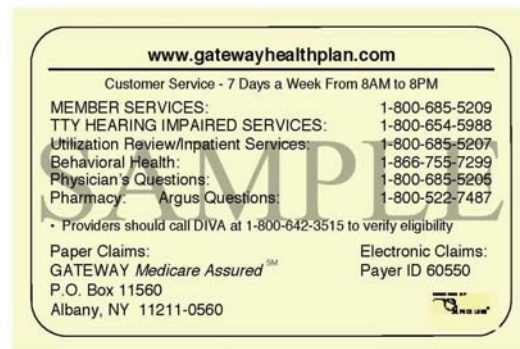 www.gatewayhealthplan.com
Customer Service - 7 Days a Week From 8AM to 8PM
MEMBER SERVICES: 1-800-685-5209
TTY HEARING IMPAIRED SERVICES: 1-800-654-5988
Utilization Review/Inpatient Services: 1-800-685-5207
Behavioral Health: 1-866-755-7299
Physician's Questions: 1-800-685-5205
Pharmacy: Argus Questions: 1-800-522-7487
SAMPLE
• Providers should call DIVA at 1-800-642-3515 to verify eligibility
Paper Claims: Electronic Claims:
GATEWAY Medicare Assured SM Payer ID 60550
P.O. Box 11560
Albany, NY 11211-0560